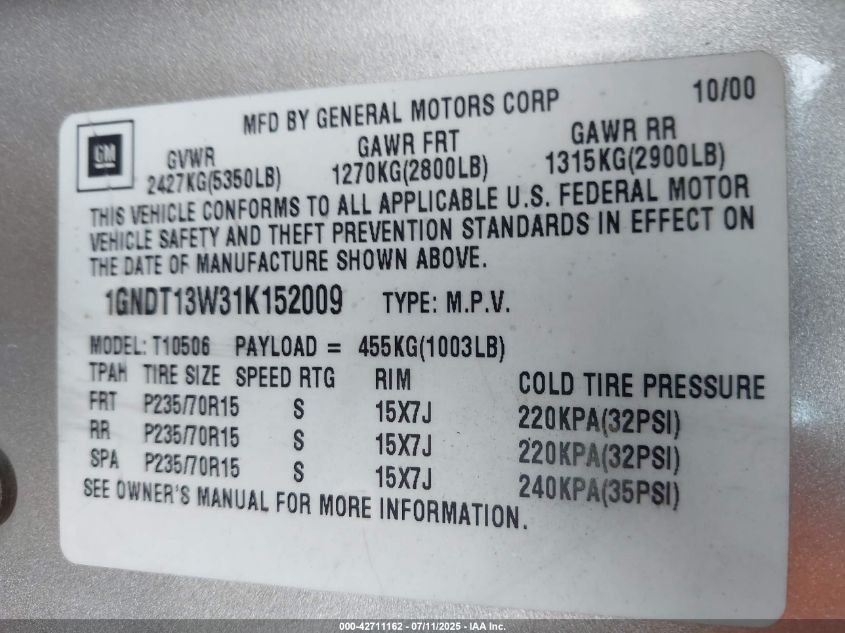 MFD BY GENERAL MOTORS CORP 10/00
GM
GVWR GAWR FRT GAWR RR
2427KG(5350LB) 1270KG(2800LB) 1315KG(2900LB)
THIS VEHICLE CONFORMS TO ALL APPLICABLE U.S. FEDERAL MOTOR
VEHICLE SAFETY AND THEFT PREVENTION STANDARDS IN EFFECT ON
THE DATE OF MANUFACTURE SHOWN ABOVE.
1GNDT13W31K152009 TYPE: M.P.V.
MODEL: T10506 PAYLOAD = 455KG(1003LB)
TPAH TIRE SIZE SPEED RTG RIM COLD TIRE PRESSURE
FRT P235/70R15 S 15X7J 220KPA(32PSI)
RR P235/70R15 S 15X7J 220KPA(32PSI)
SPA P235/70R15 S 15X7J 240KPA(35PSI)
SEE OWNER'S MANUAL FOR MORE INFORMATION.
000-42711162 - 07/11/2025 - IAA Inc.